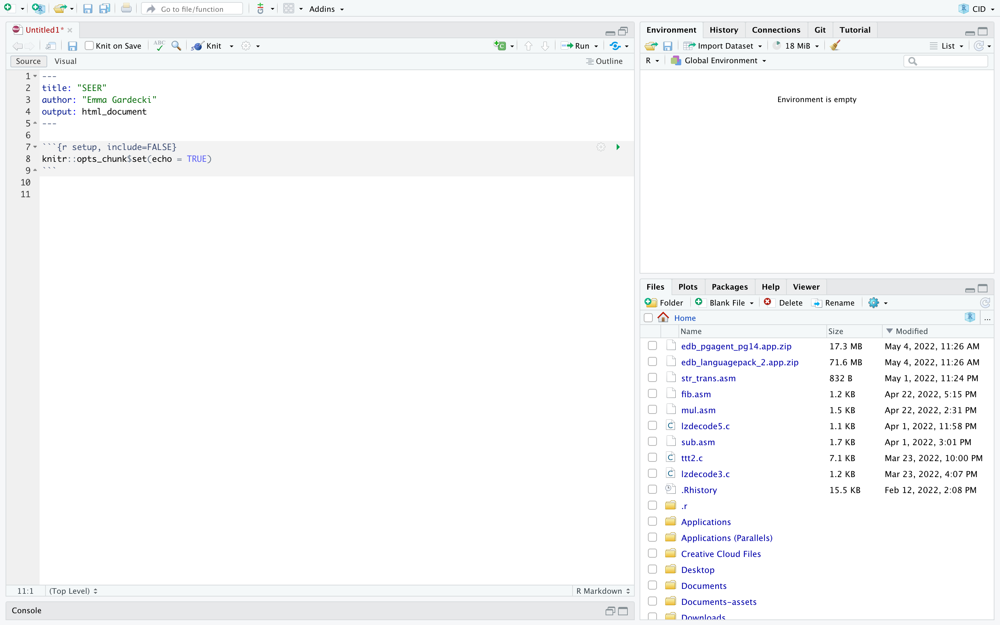 Go to file/function
Addins
CID
Untitled1*
Knit on Save
ABC
Knit
Run
Source Visual
Outline
1 ---
2 title: "SEER"
3 author: "Emma Gardecki"
4 output: html_document
5 ---
6
7 ```{r setup, include=FALSE}
8 knitr::opts_chunk$set(echo = TRUE)
9 ```
10
11
11:1 (Top Level) R Markdown
Console
Environment History Connections Git Tutorial
Import Dataset 18 MiB List
R Global Environment
Environment is empty
Files Plots Packages Help Viewer
Folder Blank File Delete Rename
Home ...
Name Size Modified
edb_pgagent_pg14.app.zip 17.3 MB May 4, 2022, 11:26 AM
edb_languagepack_2.app.zip 71.6 MB May 4, 2022, 11:26 AM
str_trans.asm 832 B May 1, 2022, 11:24 PM
fib.asm 1.2 KB Apr 22, 2022, 5:15 PM
mul.asm 1.5 KB Apr 22, 2022, 2:31 PM
lzdecode5.c 1.1 KB Apr 1, 2022, 11:58 PM
sub.asm 1.7 KB Apr 1, 2022, 3:01 PM
ttt2.c 7.1 KB Mar 23, 2022, 10:00 PM
lzdecode3.c 1.2 KB Mar 23, 2022, 4:07 PM
.Rhistory 15.5 KB Feb 12, 2022, 2:08 PM
.r
Applications
Applications (Parallels)
Creative Cloud Files
Desktop
Documents
Documents-assets
Downloads